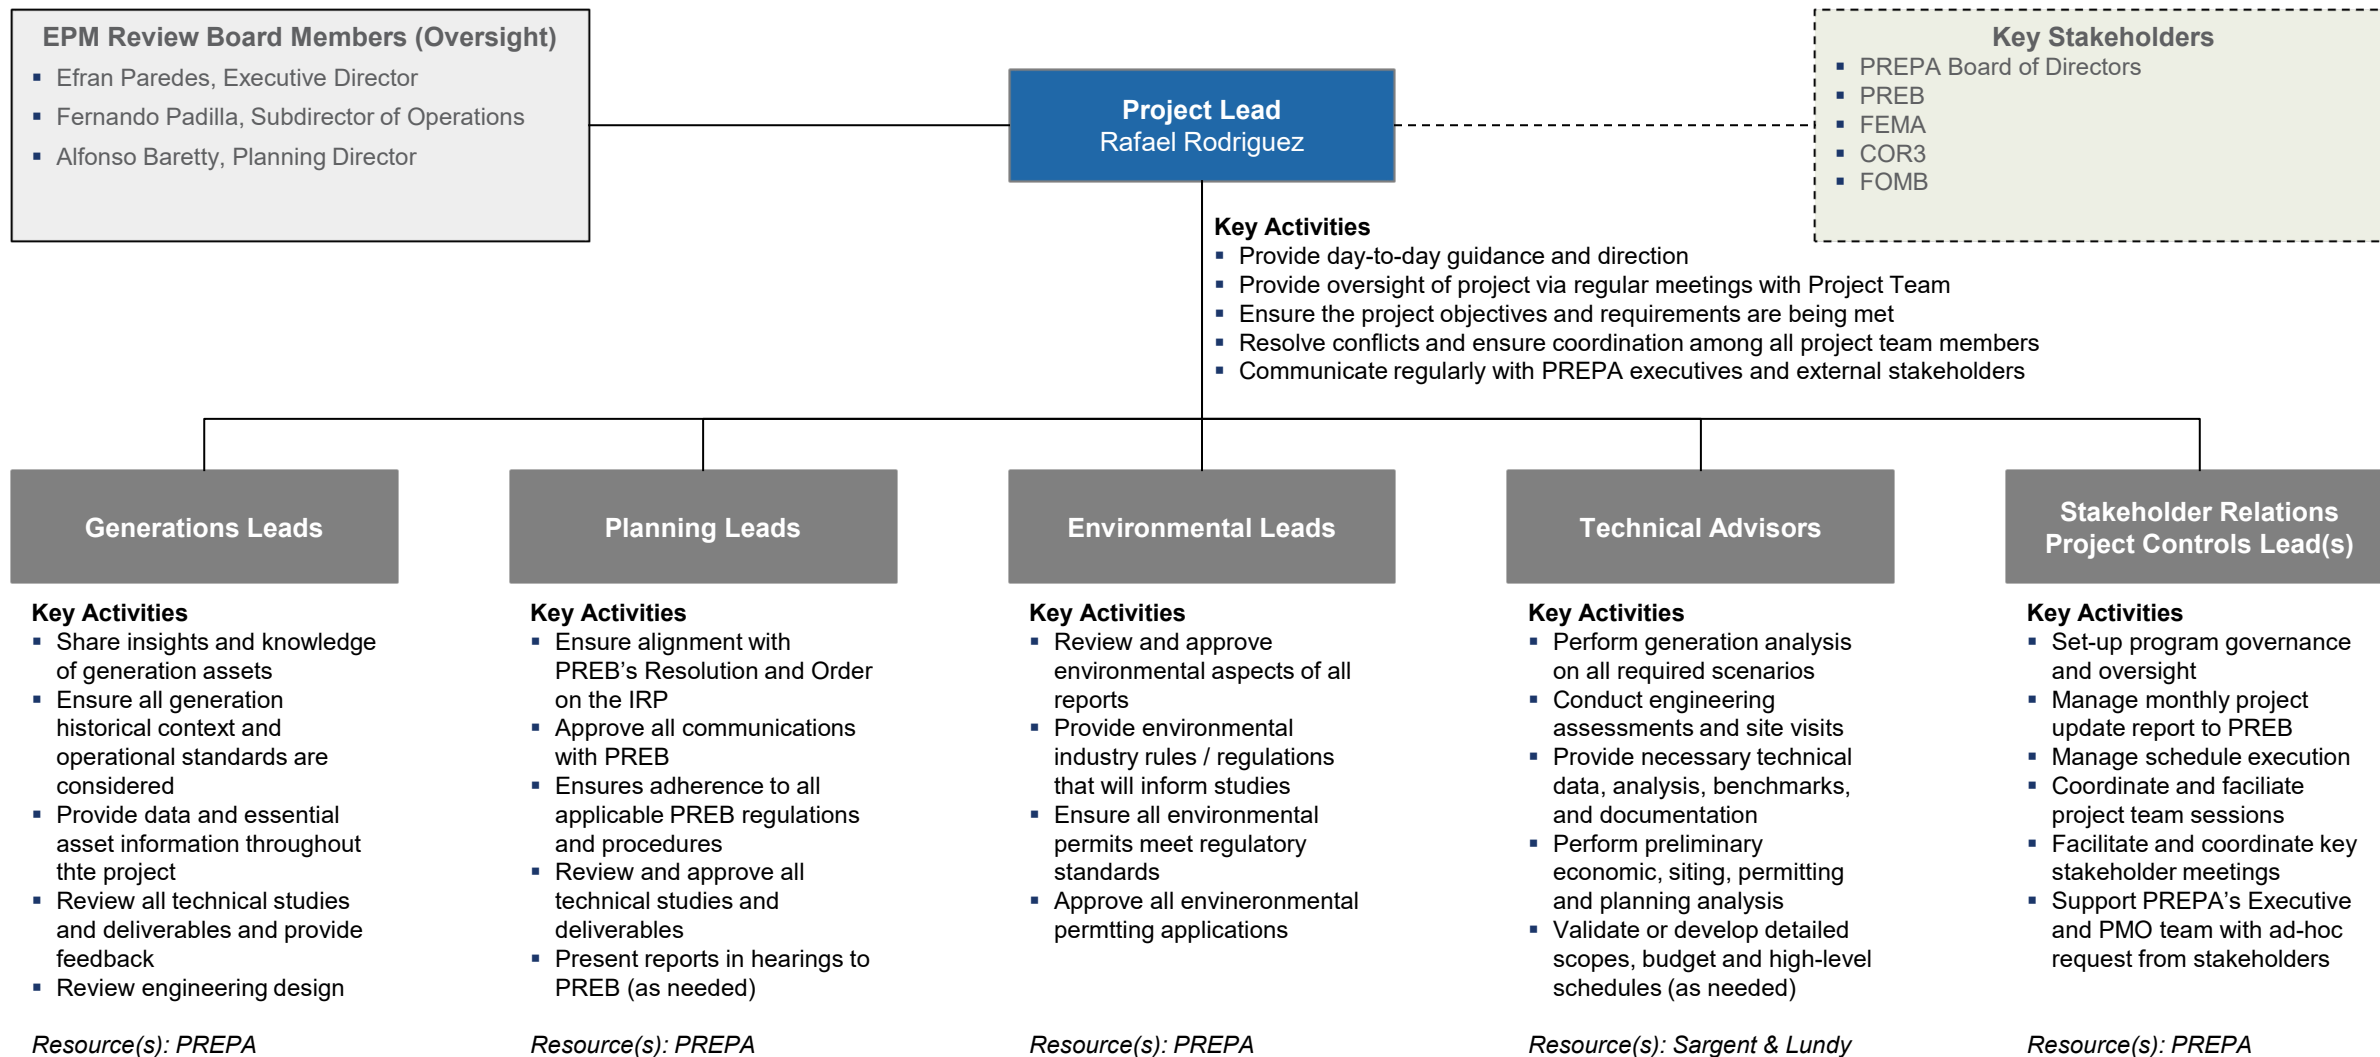 EPM Review Board Members (Oversight)
▪ Efran Paredes, Executive Director
▪ Fernando Padilla, Subdirector of Operations
▪ Alfonso Baretty, Planning Director
Project Lead
Rafael Rodriguez
Key Stakeholders
▪ PREPA Board of Directors
▪ PREB
▪ FEMA
▪ COR3
▪ FOMB
Key Activities
▪ Provide day-to-day guidance and direction
▪ Provide oversight of project via regular meetings with Project Team
▪ Ensure the project objectives and requirements are being met
▪ Resolve conflicts and ensure coordination among all project team members
▪ Communicate regularly with PREPA executives and external stakeholders
Generations Leads
Key Activities
▪ Share insights and knowledge
of generation assets
▪ Ensure all generation
historical context and
operational standards are
considered
▪ Provide data and essential
asset information throughout
thte project
▪ Review all technical studies
and deliverables and provide
feedback
▪ Review engineering design
Resource(s): PREPA
Planning Leads
Key Activities
▪ Ensure alignment with
PREB’s Resolution and Order
on the IRP
▪ Approve all communications
with PREB
▪ Ensures adherence to all
applicable PREB regulations
and procedures
▪ Review and approve all
technical studies and
deliverables
▪ Present reports in hearings to
PREB (as needed)
Resource(s): PREPA
Environmental Leads
Key Activities
▪ Review and approve
environmental aspects of all
reports
▪ Provide environmental
industry rules / regulations
that will inform studies
▪ Ensure all environmental
permits meet regulatory
standards
▪ Approve all envineronmental
permtting applications
Resource(s): PREPA
Technical Advisors
Key Activities
▪ Perform generation analysis
on all required scenarios
▪ Conduct engineering
assessments and site visits
▪ Provide necessary technical
data, analysis, benchmarks,
and documentation
▪ Perform preliminary
economic, siting, permitting
and planning analysis
▪ Validate or develop detailed
scopes, budget and high-level
schedules (as needed)
Resource(s): Sargent & Lundy
Stakeholder Relations
Project Controls Lead(s)
Key Activities
▪ Set-up program governance
and oversight
▪ Manage monthly project
update report to PREB
▪ Manage schedule execution
▪ Coordinate and faciliate
project team sessions
▪ Facilitate and coordinate key
stakeholder meetings
▪ Support PREPA’s Executive
and PMO team with ad-hoc
request from stakeholders
Resource(s): PREPA